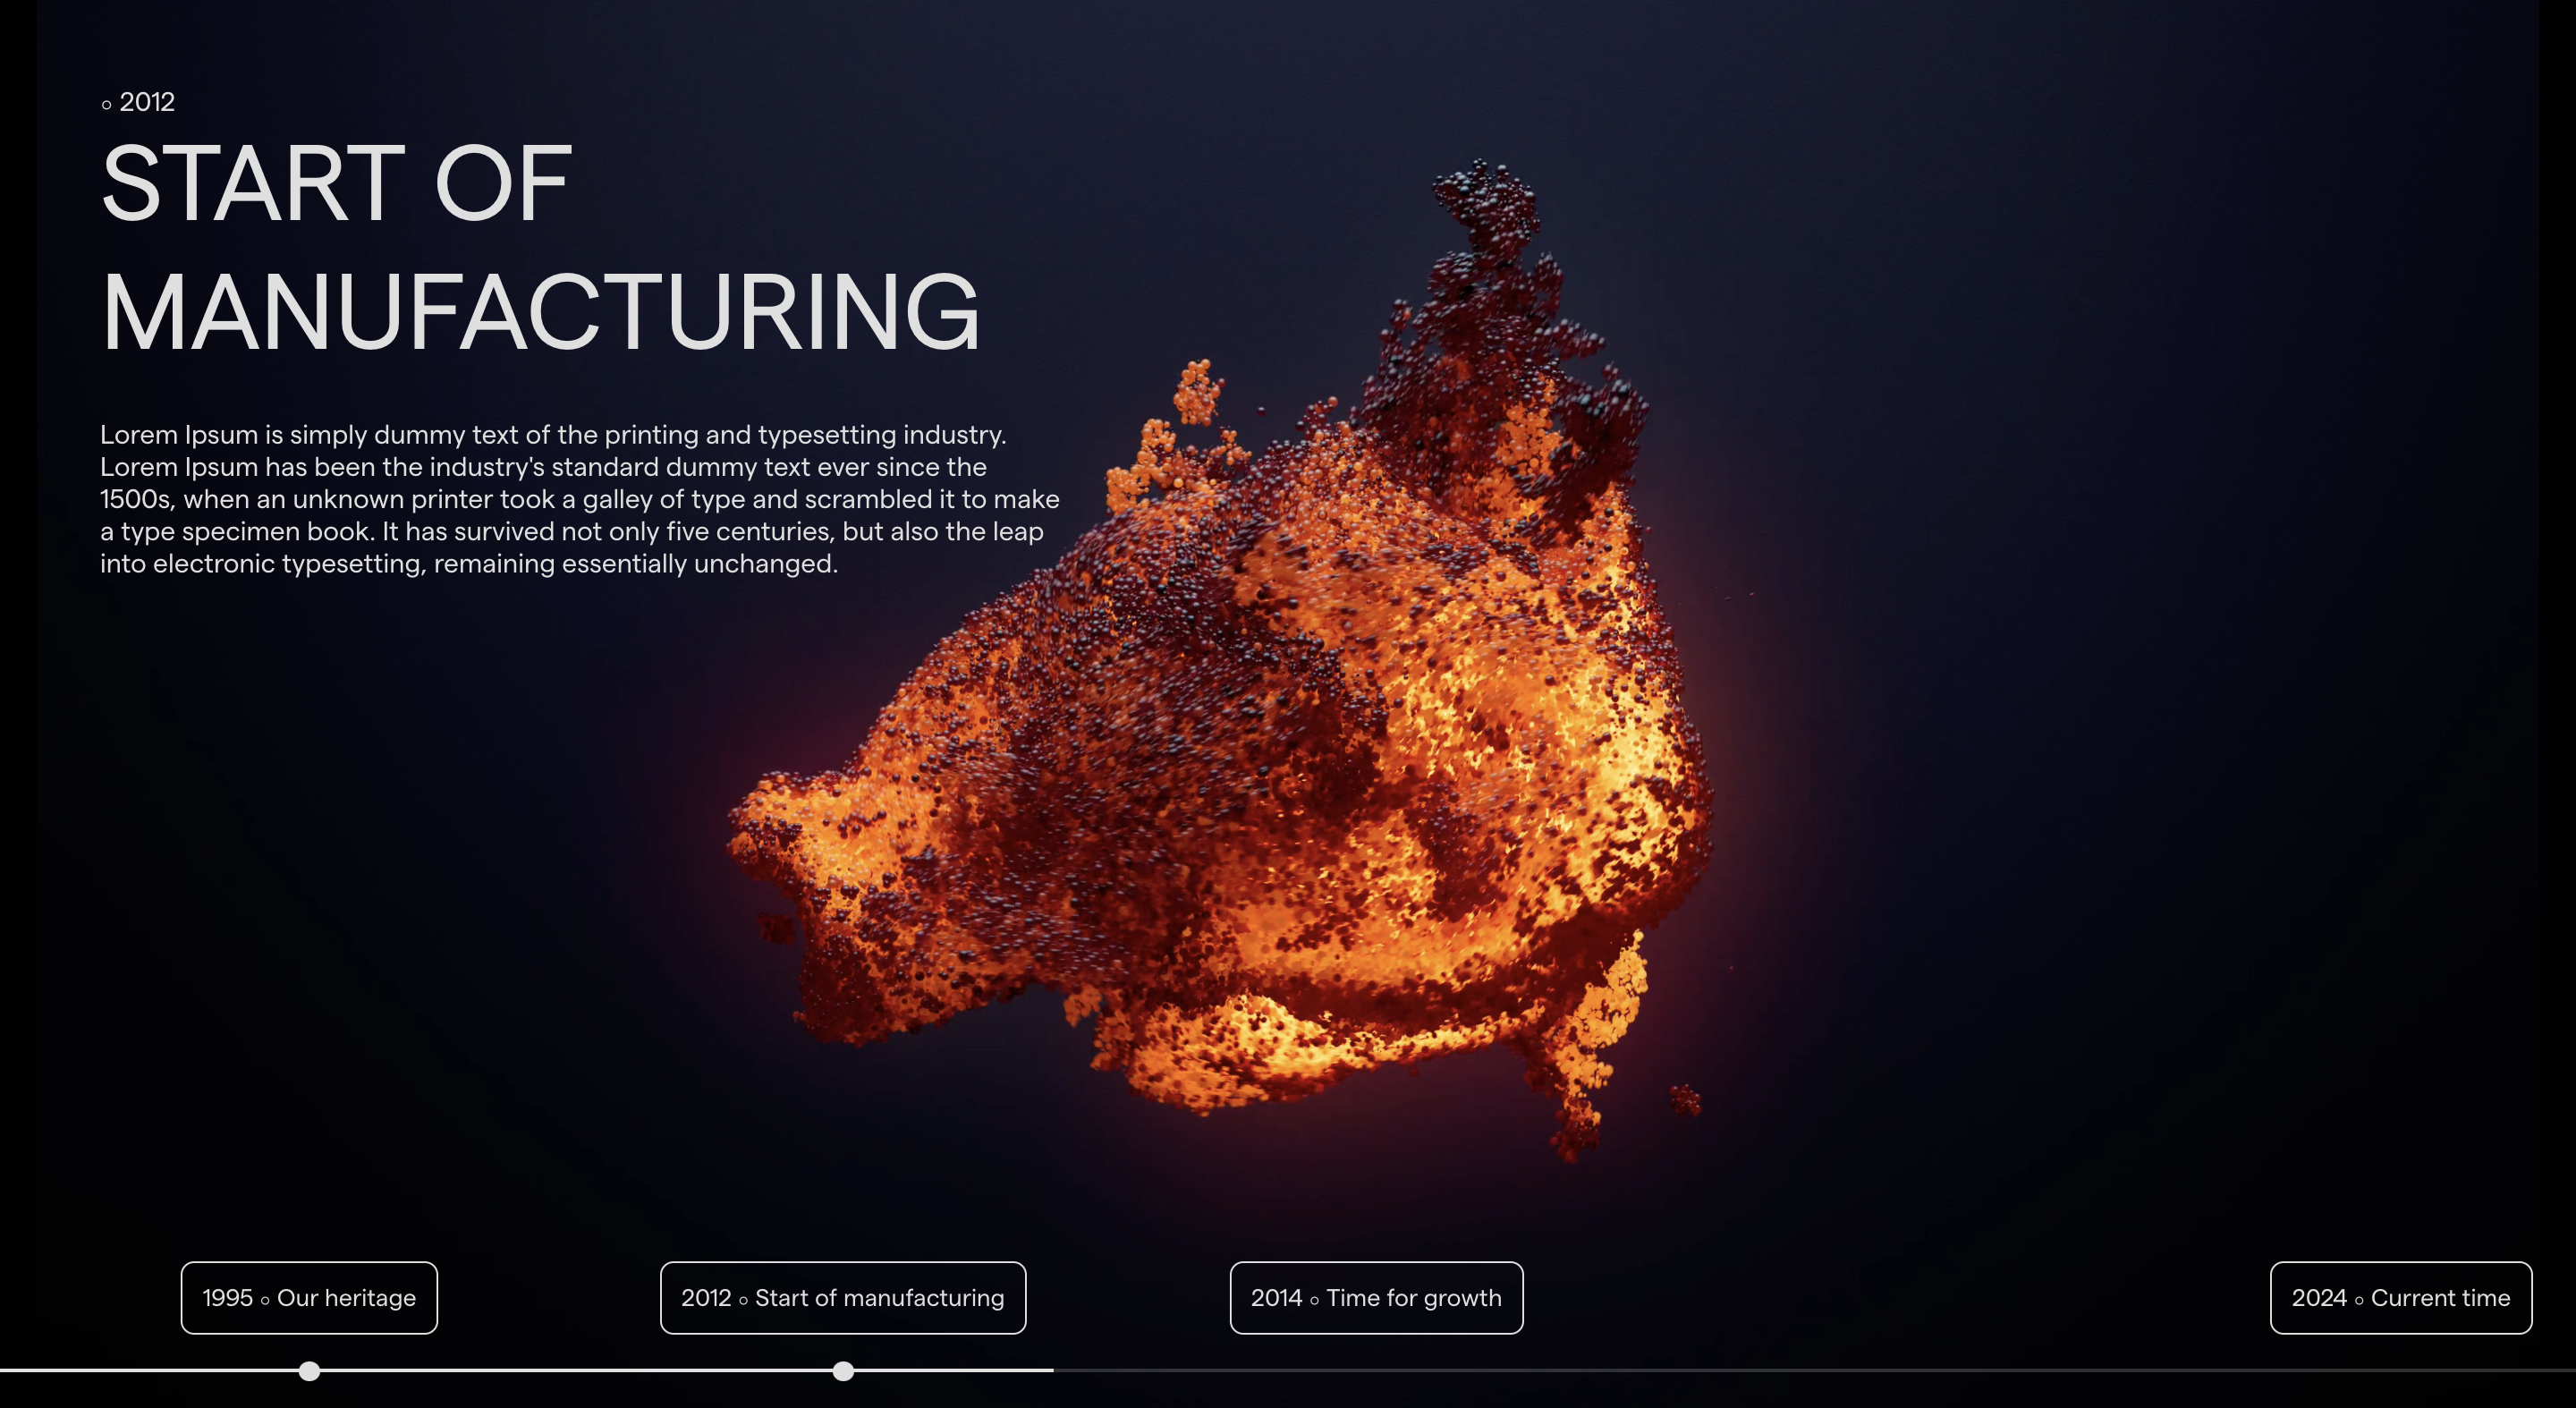 ◦ 2012
START OF
MANUFACTURING
Lorem Ipsum is simply dummy text of the printing and typesetting industry.
Lorem Ipsum has been the industry's standard dummy text ever since the
1500s, when an unknown printer took a galley of type and scrambled it to make
a type specimen book. It has survived not only five centuries, but also the leap
into electronic typesetting, remaining essentially unchanged.
1995 ◦ Our heritage
2012 ◦ Start of manufacturing
2014 ◦ Time for growth
2024 ◦ Current time